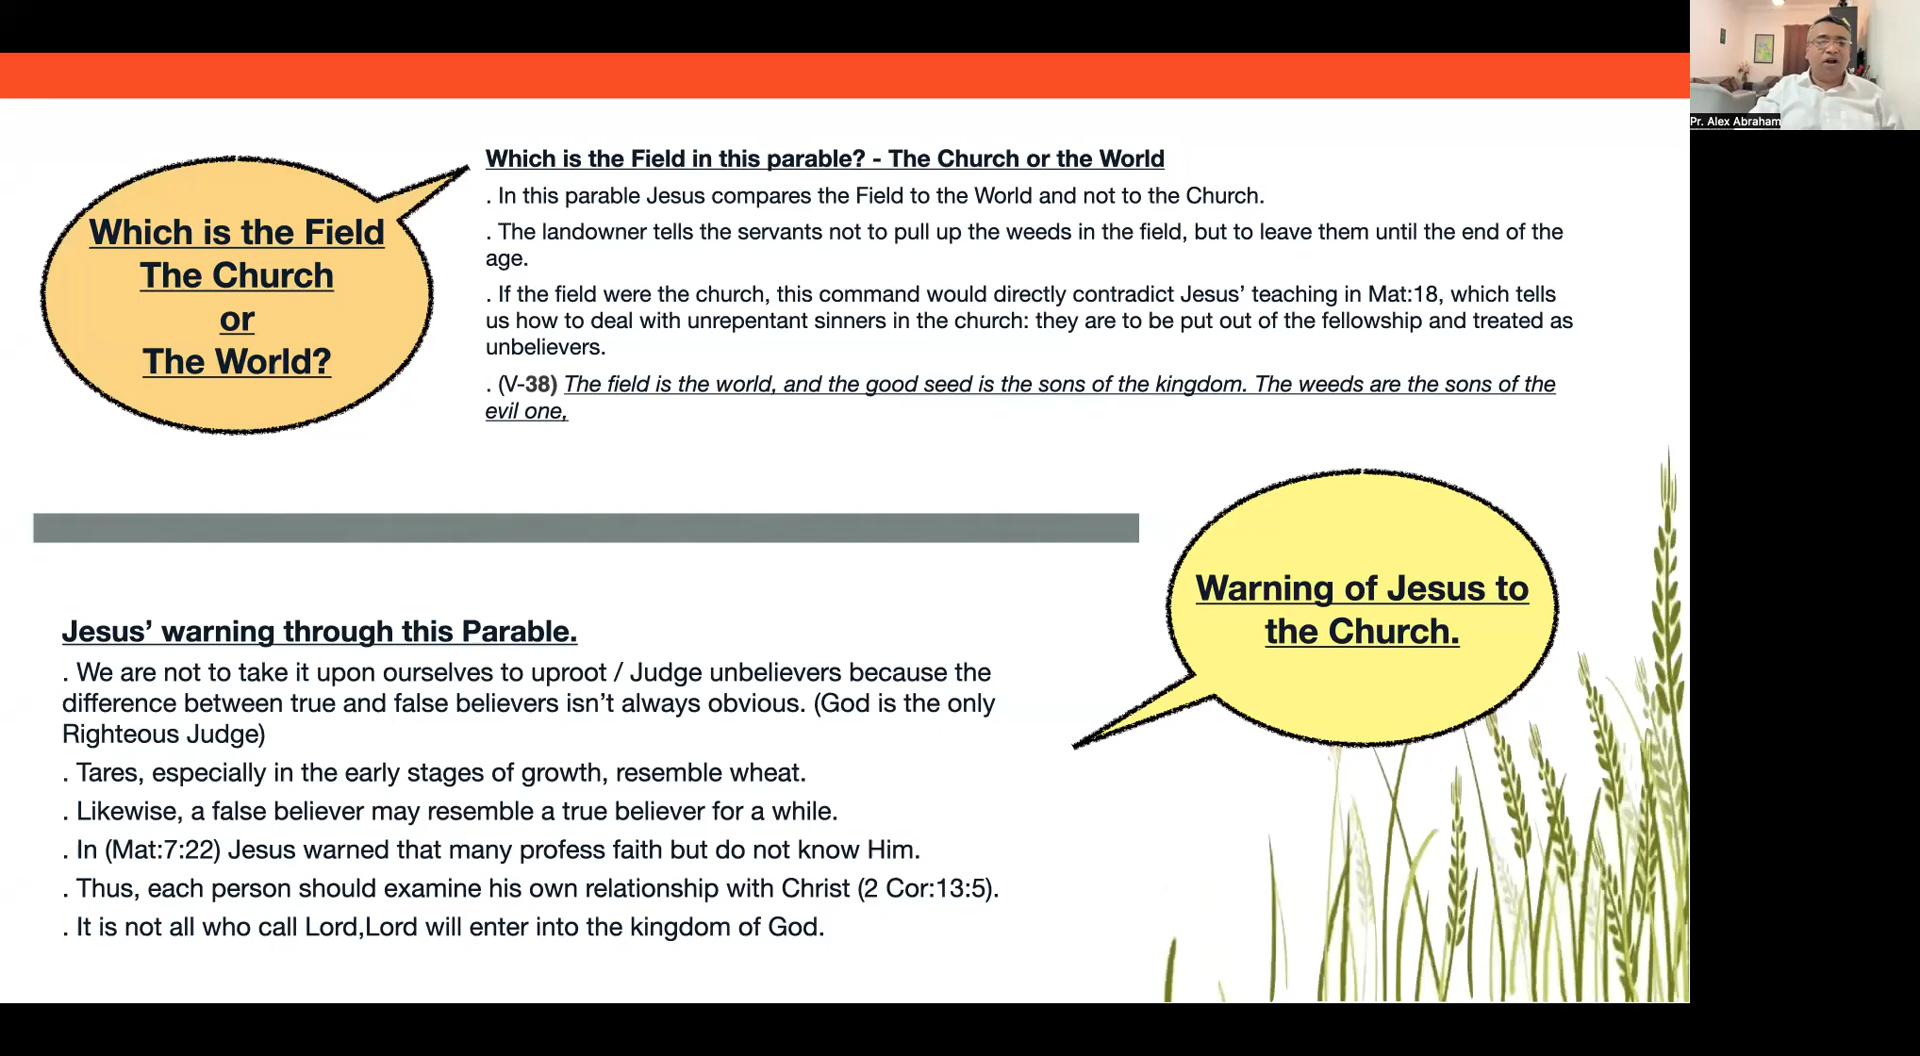 Which is the Field in this parable? - The Church or the World
. In this parable Jesus compares the Field to the World and not to the Church.
. The landowner tells the servants not to pull up the weeds in the field, but to leave them until the end of the
age.
. If the field were the church, this command would directly contradict Jesus’ teaching in Mat:18, which tells
us how to deal with unrepentant sinners in the church: they are to be put out of the fellowship and treated as
unbelievers.
. (V-38) The field is the world, and the good seed is the sons of the kingdom. The weeds are the sons of the
evil one,
Which is the Field
The Church
or
The World?
Warning of Jesus to
the Church.
Jesus’ warning through this Parable.
. We are not to take it upon ourselves to uproot / Judge unbelievers because the
difference between true and false believers isn’t always obvious. (God is the only
Righteous Judge)
. Tares, especially in the early stages of growth, resemble wheat.
. Likewise, a false believer may resemble a true believer for a while.
. In (Mat:7:22) Jesus warned that many profess faith but do not know Him.
. Thus, each person should examine his own relationship with Christ (2 Cor:13:5).
. It is not all who call Lord,Lord will enter into the kingdom of God.
Pr. Alex Abraham